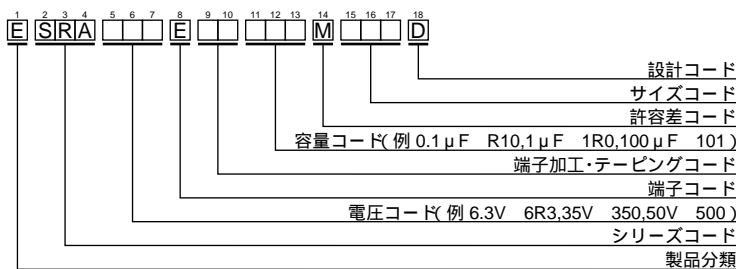 1 2 3 4 5 6 7 8 9 10 11 12 13 14 15 16 17 18
E SRA □□□ E □□ □□□ M □□□ D
設計コード
サイズコード
許容差コード
容量コード(例 0.1μF R10,1μF 1R0,100μF 101)
端子加工・テーピングコード
端子コード
電圧コード(例 6.3V 6R3,35V 350,50V 500)
シリーズコード
製品分類